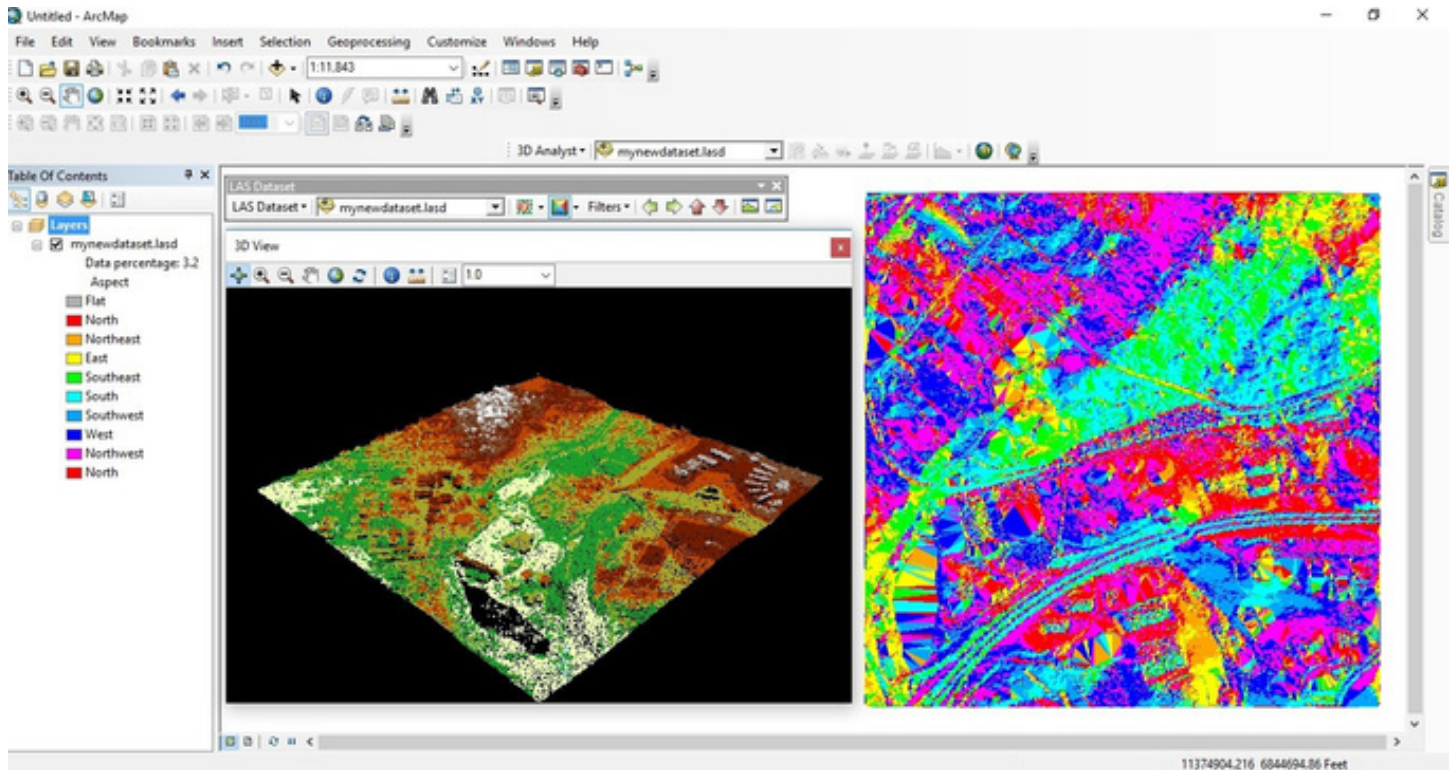 Untitled - ArcMap
File Edit View Bookmarks Insert Selection Geoprocessing Customize Windows Help
1:11,843
3D Analyst mynewdataset.lasd
Table Of Contents
Layers
mynewdataset.lasd
Data percentage: 3.2
Aspect
Flat
North
Northeast
East
Southeast
South
Southwest
West
Northwest
North
LAS Dataset
LAS Dataset mynewdataset.lasd Filters
3D View
1.0
Catalog
11374904.216 6844694.86 Feet